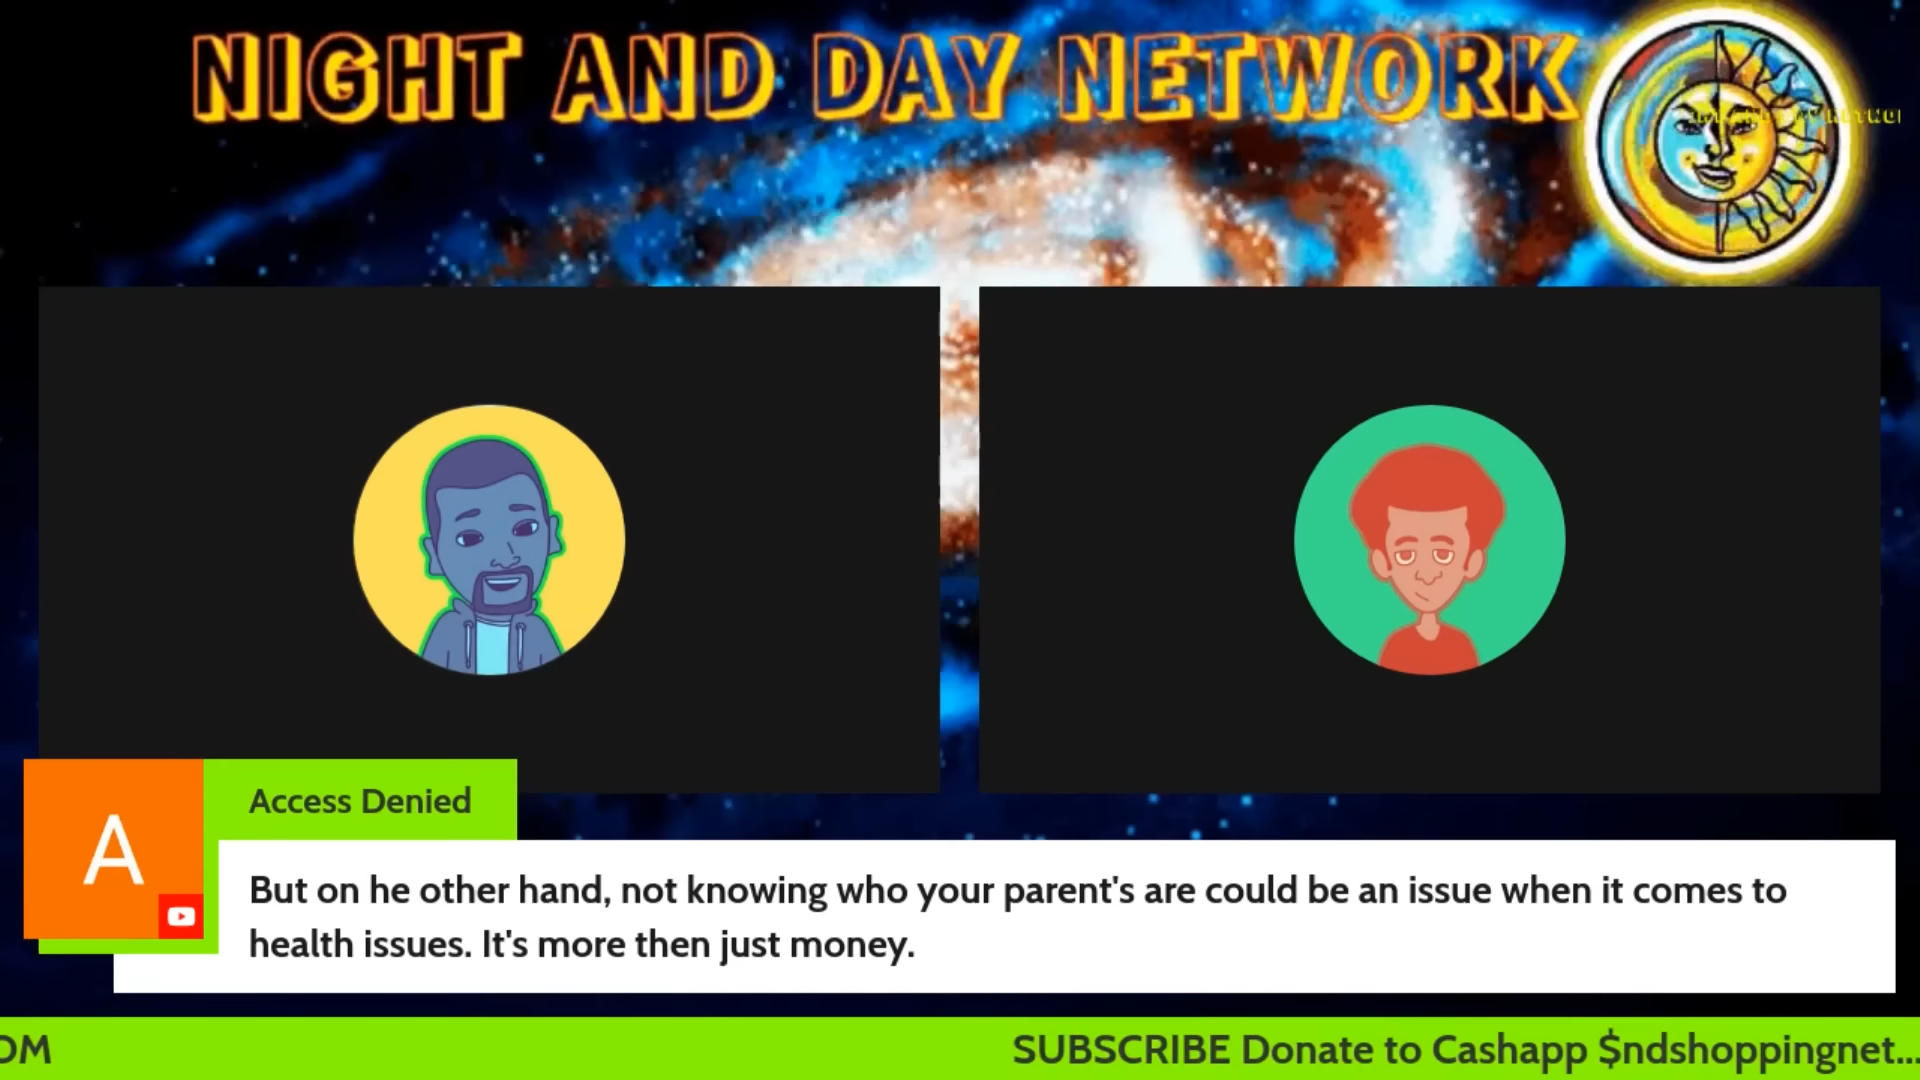 NIGHT AND DAY NETWORK
A
Access Denied
But on he other hand, not knowing who your parent's are could be an issue when it comes to
health issues. It's more then just money.
OM
SUBSCRIBE Donate to Cashapp $ndshoppingnet...